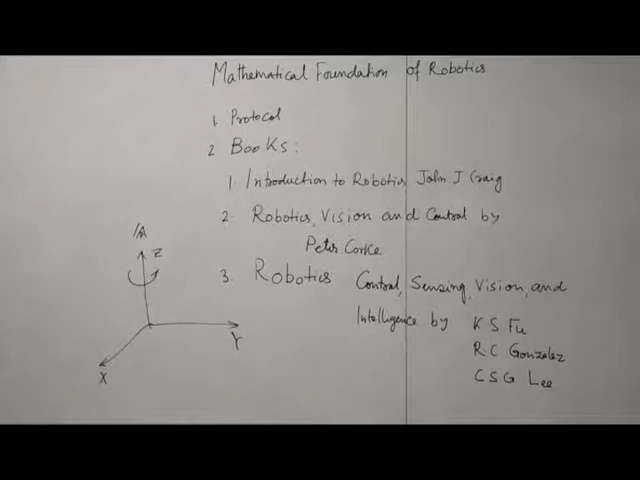 Mathematical Foundation of Robotics
1. Protocol
2 Books:
1. Introduction to Robotics John J Craig
2. Robotics, Vision and Control by
Peter Corke
3. Robotics Control, Sensing, Vision, and
Intelligence by K S Fu
R C Gonzalez
C S G Lee
Z
Y
X